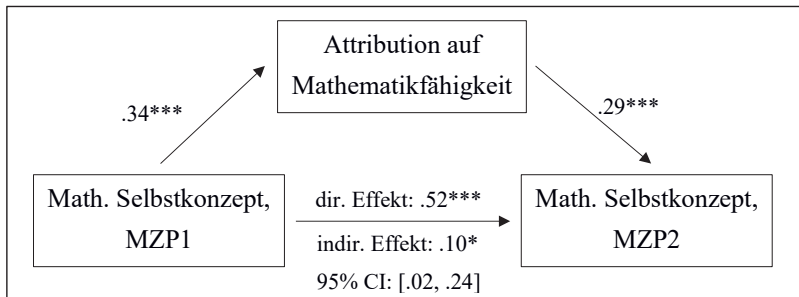 Attribution auf
Mathematikfähigkeit
.34***
.29***
Math. Selbstkonzept,
MZP1
dir. Effekt: .52***
indir. Effekt: .10*
95% CI: [.02, .24]
Math. Selbstkonzept,
MZP2